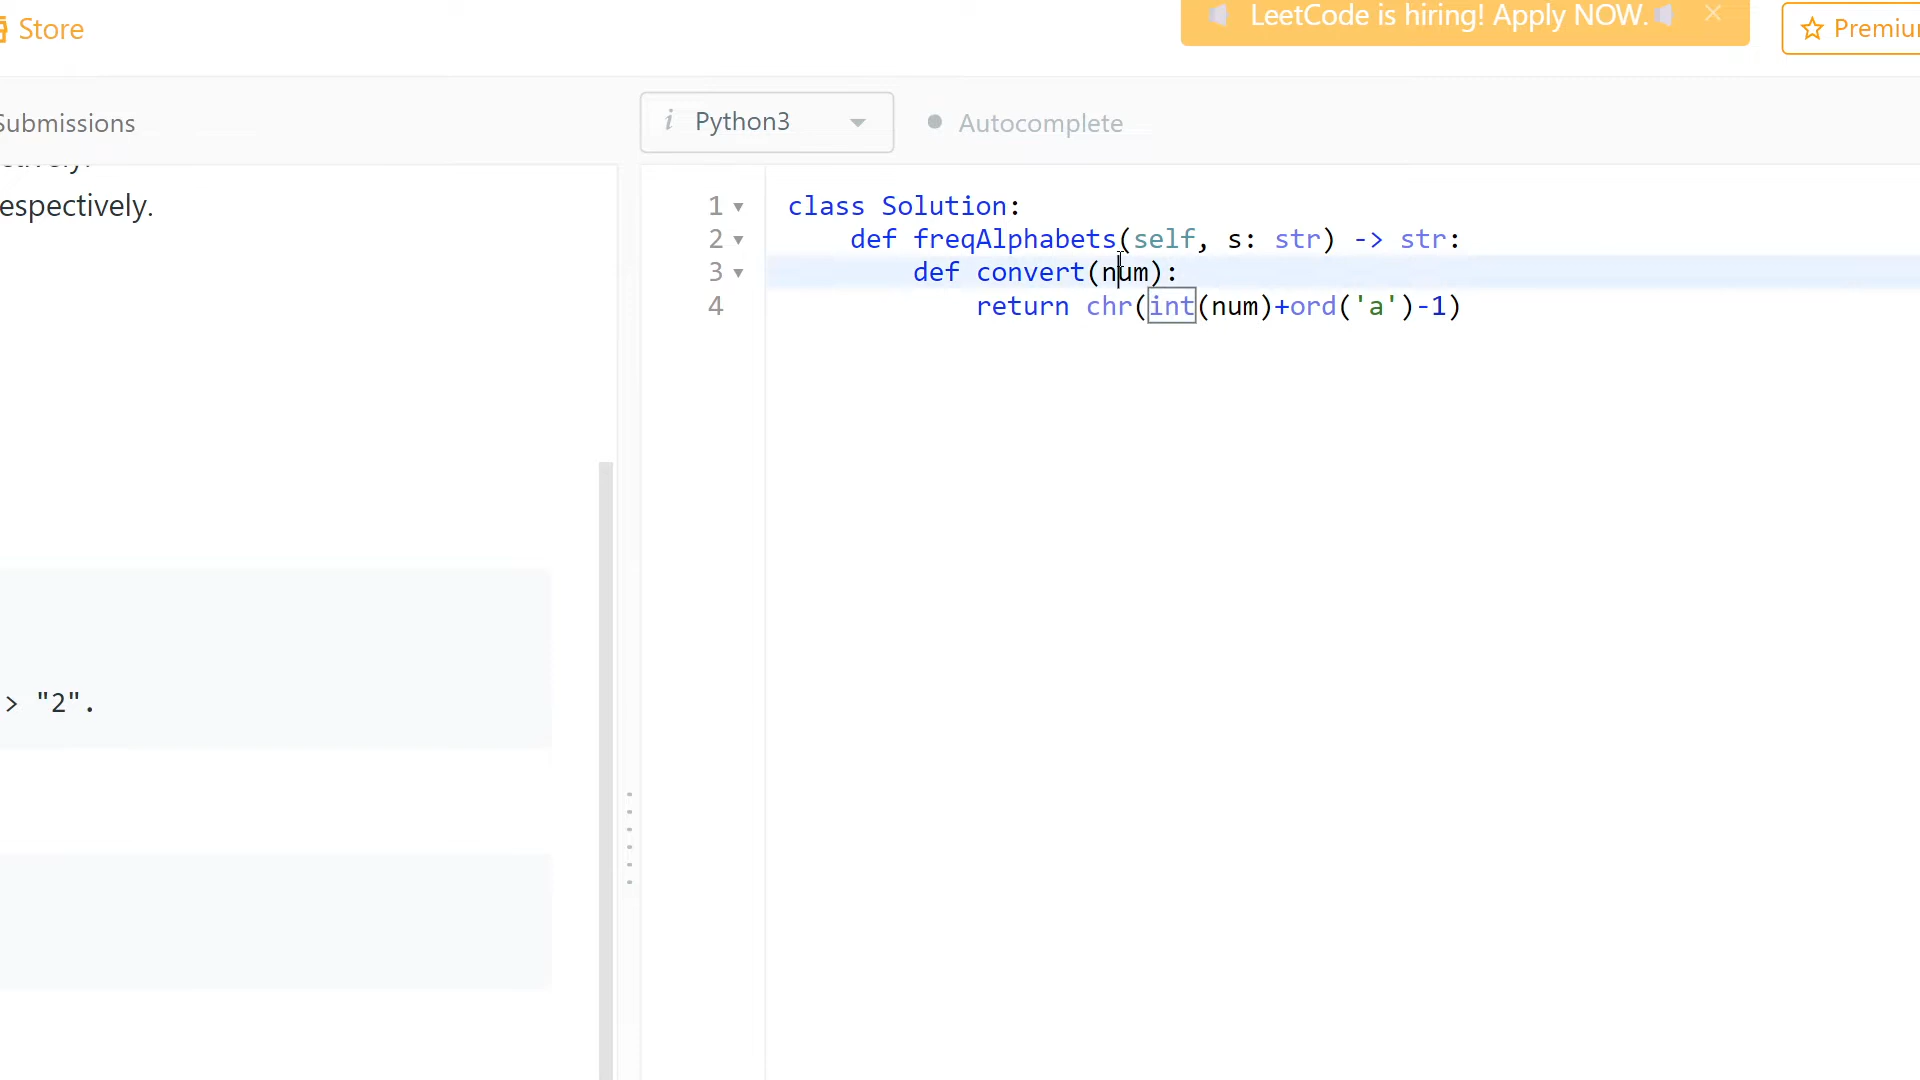 Store
LeetCode is hiring! Apply NOW.
Submissions
i Python3
Autocomplete
espectively.
1 class Solution:
2 def freqAlphabets(self, s: str) -> str:
3 def convert(num):
4 return chr(int(num)+ord('a')-1)
> "2".